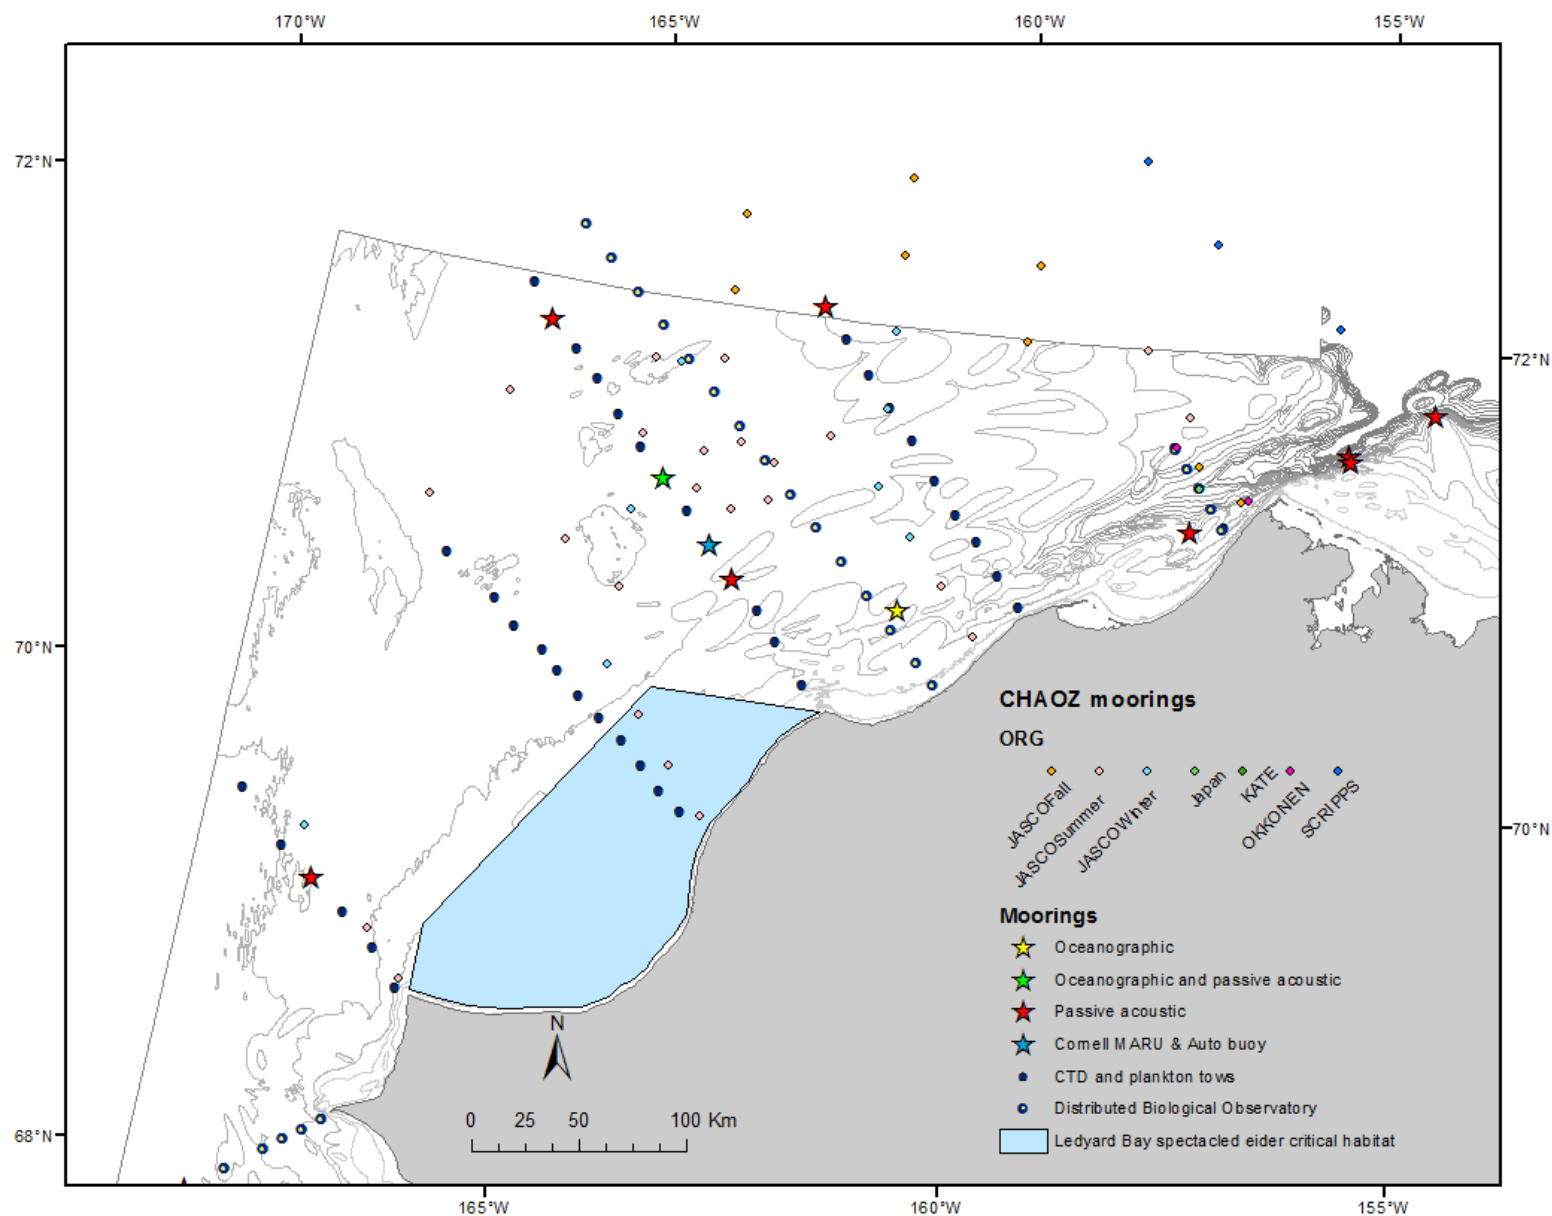 170°W 165°W 160°W 155°W
72°N
72°N
70°N
70°N
68°N
CHAOZ moorings
ORG
JASCOFall
JASCOSummer
JASCOWinter
Japan
KATE
OKKONEN
SCRIPPS
Moorings
Oceanographic
Oceanographic and passive acoustic
Passive acoustic
Cornell MARU & Auto buoy
CTD and plankton tows
Distributed Biological Observatory
Ledyard Bay spectacled eider critical habitat
N
0 25 50 100 Km
165°W 160°W 155°W